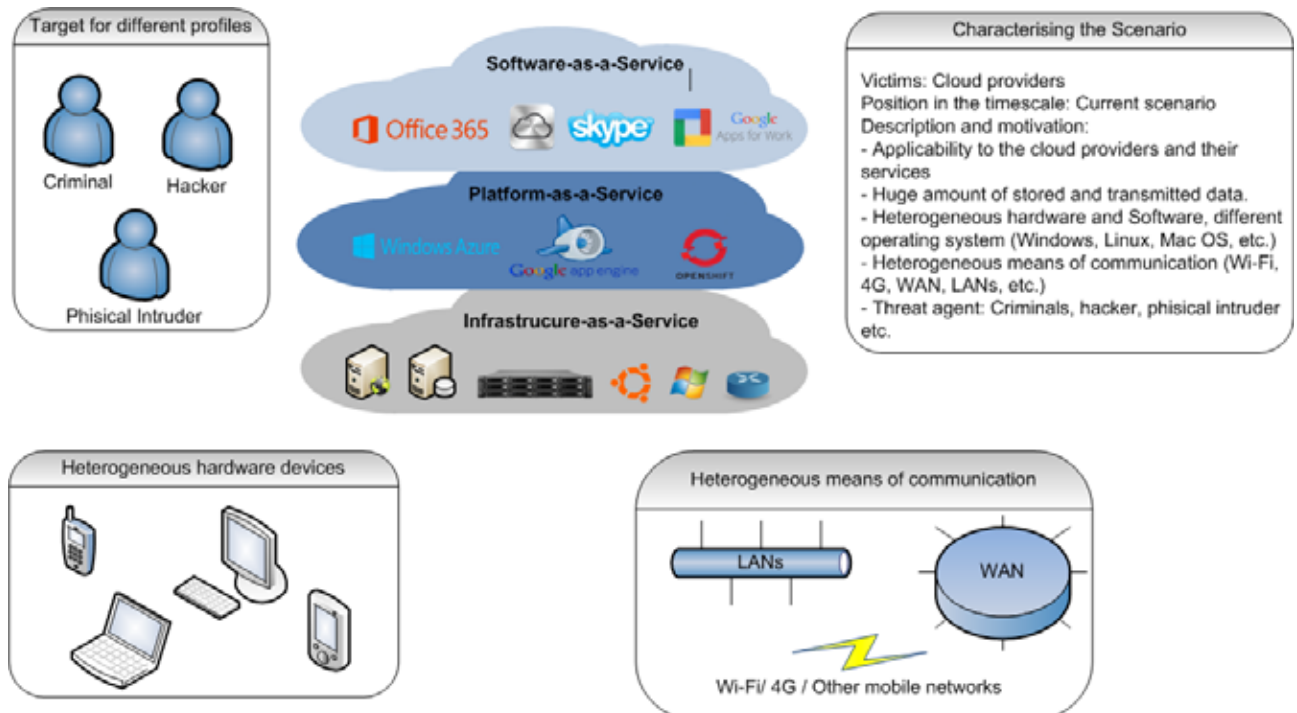 Target for different profiles
Criminal
Hacker
Phisical Intruder
Software-as-a-Service
Office 365
skype
Google
Apps for Work
Platform-as-a-Service
Windows Azure
Google app engine
OPENSHIFT
Infrastrucure-as-a-Service
Characterising the Scenario
Victims: Cloud providers
Position in the timescale: Current scenario
Description and motivation:
- Applicability to the cloud providers and their
services
- Huge amount of stored and transmitted data.
- Heterogeneous hardware and Software, different
operating system (Windows, Linux, Mac OS, etc.)
- Heterogeneous means of communication (Wi-Fi,
4G, WAN, LANs, etc.)
- Threat agent: Criminals, hacker, phisical intruder
etc.
Heterogeneous hardware devices
Heterogeneous means of communication
LANs
WAN
Wi-Fi/ 4G / Other mobile networks